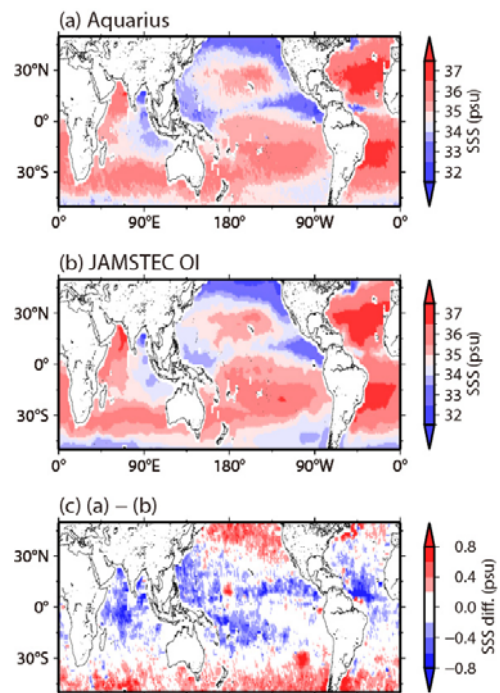 (a) Aquarius
30°N
0°
30°S
0°
90°E
180°
90°W
0°
37
36
35
34
33
32
SSS (psu)
(b) JAMSTEC OI
30°N
0°
30°S
0°
90°E
180°
90°W
0°
37
36
35
34
33
32
SSS (psu)
(c) (a) − (b)
30°N
0°
30°S
0.8
0.4
0.0
−0.4
−0.8
SSS diff. (psu)